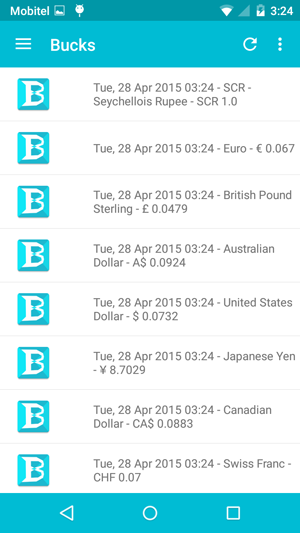 Mobitel 3:24
Bucks
Tue, 28 Apr 2015 03:24 - SCR -
Seychellois Rupee - SCR 1.0
Tue, 28 Apr 2015 03:24 - Euro - € 0.067
Tue, 28 Apr 2015 03:24 - British Pound
Sterling - £ 0.0479
Tue, 28 Apr 2015 03:24 - Australian
Dollar - A$ 0.0924
Tue, 28 Apr 2015 03:24 - United States
Dollar - $ 0.0732
Tue, 28 Apr 2015 03:24 - Japanese Yen
- ¥ 8.7029
Tue, 28 Apr 2015 03:24 - Canadian
Dollar - CA$ 0.0883
Tue, 28 Apr 2015 03:24 - Swiss Franc -
CHF 0.07